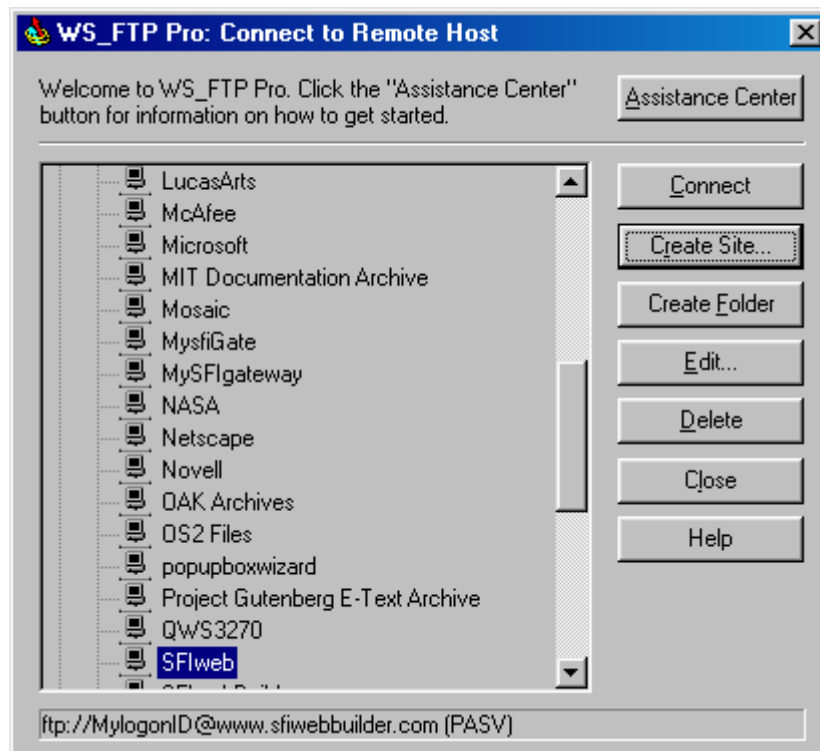 WS_FTP Pro: Connect to Remote Host
Welcome to WS_FTP Pro. Click the "Assistance Center"
button for information on how to get started.
Assistance Center
LucasArts
McAfee
Microsoft
MIT Documentation Archive
Mosaic
MysfiGate
MySFIgateway
NASA
Netscape
Novell
OAK Archives
OS2 Files
popupboxwizard
Project Gutenberg E-Text Archive
QWS3270
SFIweb
Connect
Create Site...
Create Folder
Edit...
Delete
Close
Help
ftp://MylogonID@www.sfiwebbuilder.com (PASV)